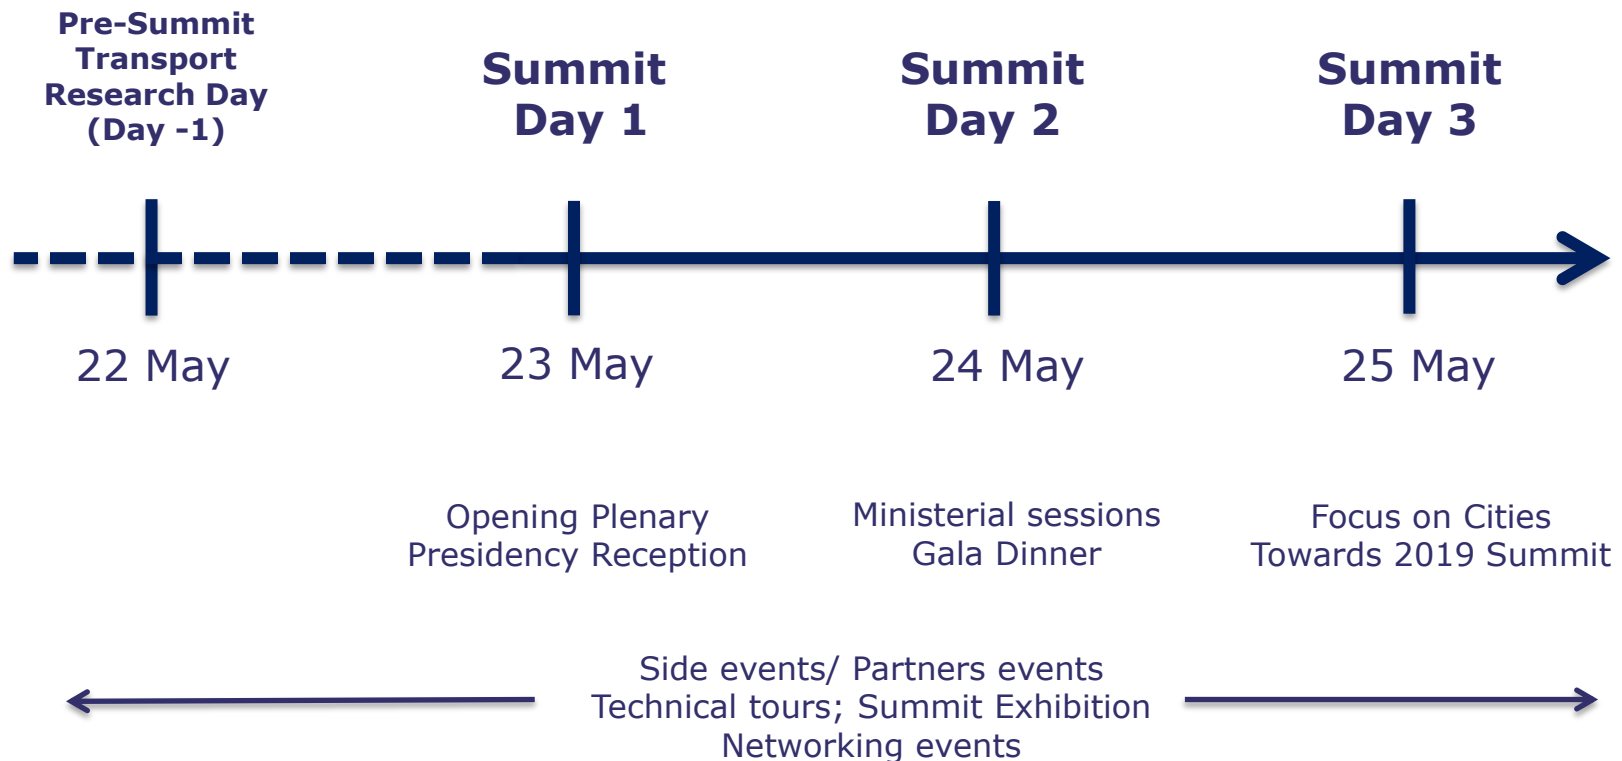 Pre-Summit
Transport
Research Day
(Day -1)
Summit
Day 1
Summit
Day 2
Summit
Day 3
22 May
23 May
24 May
25 May
Opening Plenary
Presidency Reception
Ministerial sessions
Gala Dinner
Focus on Cities
Towards 2019 Summit
Side events/ Partners events
Technical tours; Summit Exhibition
Networking events